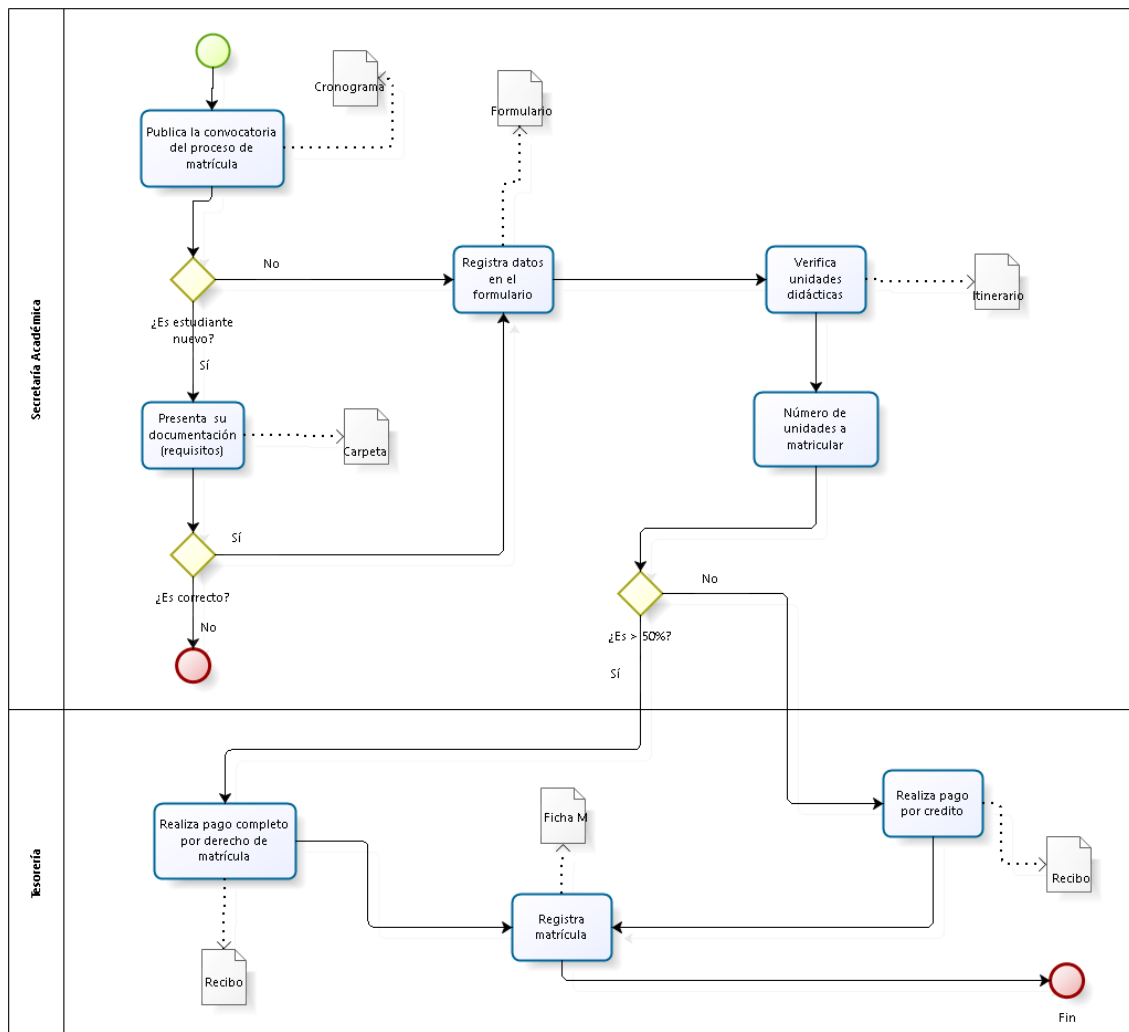 Secretaría Académica
Cronograma
Formulario
Publica la convocatoria
del proceso de
matrícula
No
Registra datos
en el
formulario
Verifica
unidades
didácticas
Itinerario
¿Es estudiante
nuevo?
Sí
Presenta su
documentación
(requisitos)
Carpeta
Número de
unidades a
matricular
Sí
¿Es correcto?
No
No
¿Es > 50%?
Sí
Tesorería
Realiza pago completo
por derecho de
matrícula
Ficha M
Realiza pago
por credito
Recibo
Registra
matrícula
Recibo
Fin